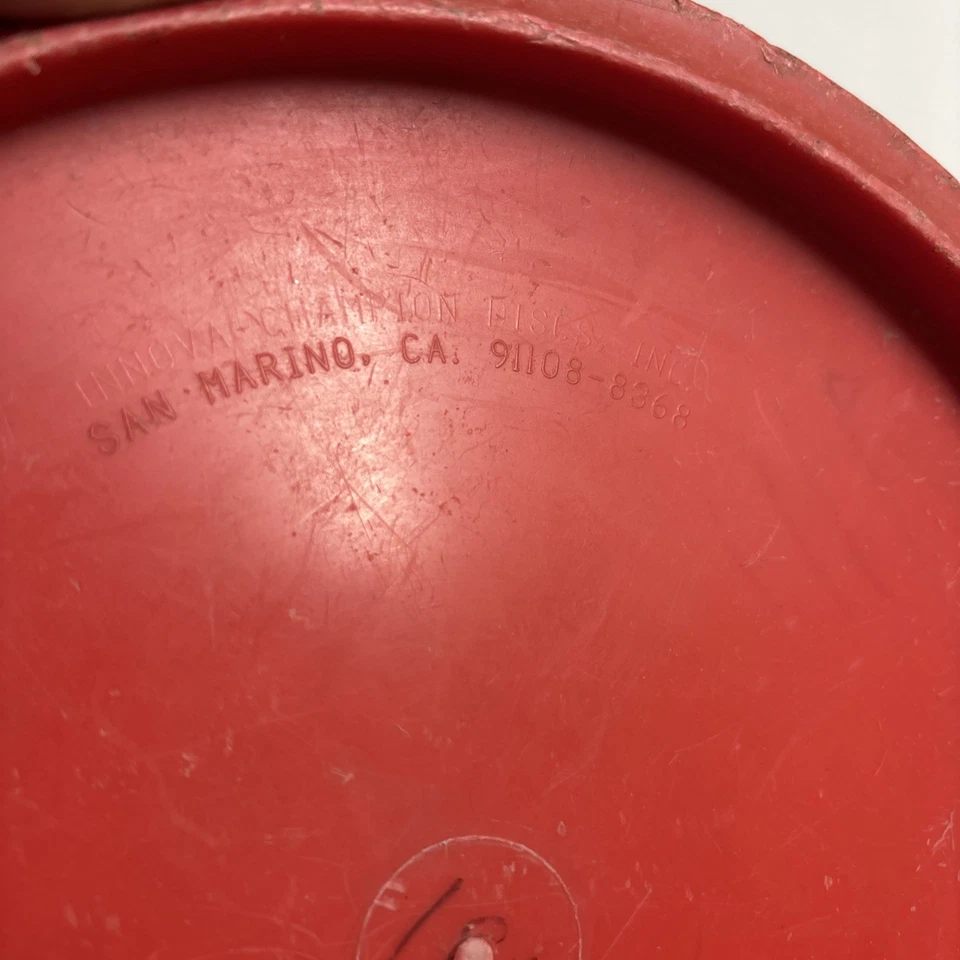 INNOVA-CHAMPION DISCS INC.
SAN MARINO, CA. 91108-8368